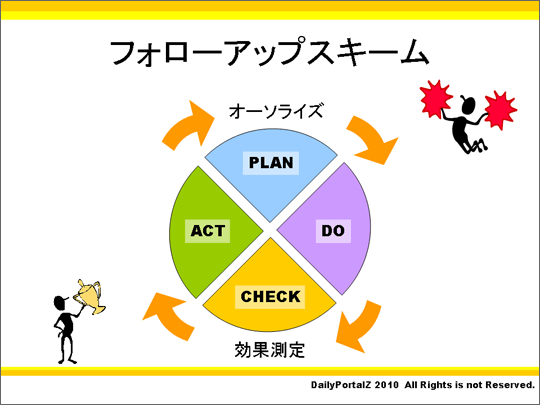 フォローアップスキーム
オーソライズ
PLAN
ACT
DO
CHECK
効果測定
DailyPortalZ 2010 All Rights is not Reserved.